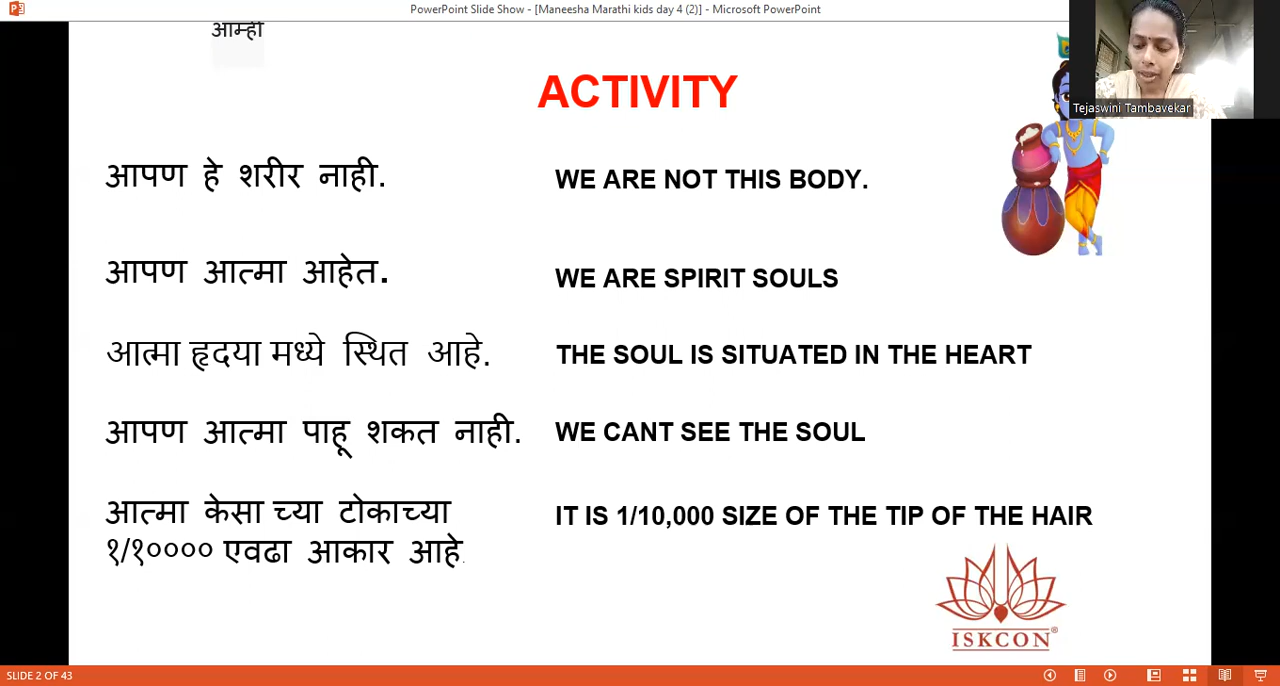 PowerPoint Slide Show - [Maneesha Marathi kids day 4 (2)] - Microsoft PowerPoint
आम्ही
Tejaswini Tambavekar
ACTIVITY
आपण हे शरीर नाही.
WE ARE NOT THIS BODY.
आपण आत्मा आहेत.
WE ARE SPIRIT SOULS
आत्मा हृदया मध्ये स्थित आहे.
THE SOUL IS SITUATED IN THE HEART
आपण आत्मा पाहू शकत नाही.
WE CANT SEE THE SOUL
आत्मा केसा च्या टोकाच्या
१/१०००० एवढा आकार आहे.
IT IS 1/10,000 SIZE OF THE TIP OF THE HAIR
ISKCON®
SLIDE 2 OF 43